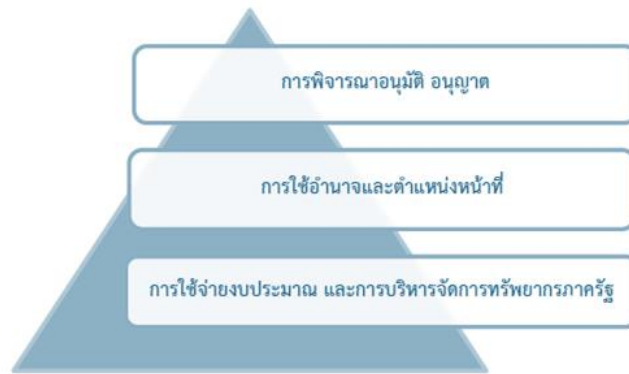 การพิจารณาอนุมัติ อนุญาต
การใช้อำนาจและตำแหน่งหน้าที่
การใช้จ่ายงบประมาณ และการบริหารจัดการทรัพยากรภาครัฐ